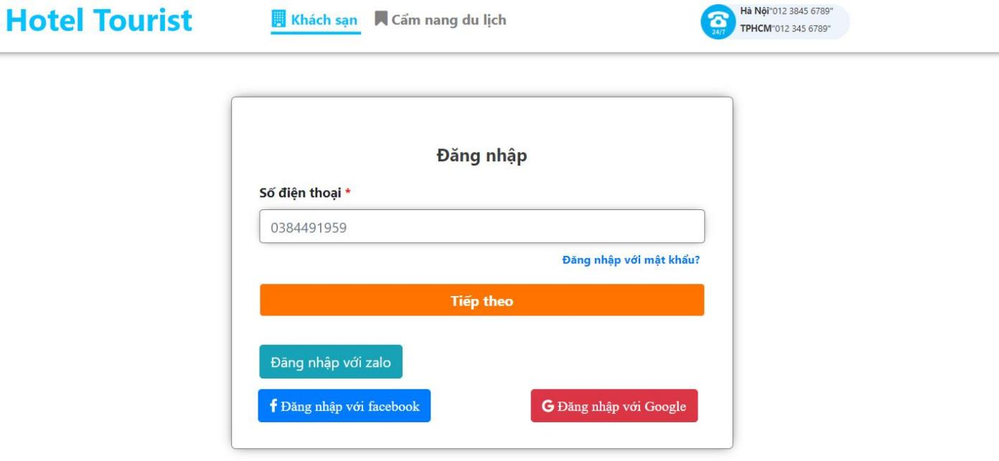 Hotel Tourist
Khách sạn
Cẩm nang du lịch
24/7
Hà Nội"012 3845 6789"
TPHCM"012 345 6789"
Đăng nhập
Số điện thoại *
0384491959
Đăng nhập với mật khẩu?
Tiếp theo
Đăng nhập với zalo
Đăng nhập với facebook
Đăng nhập với Google